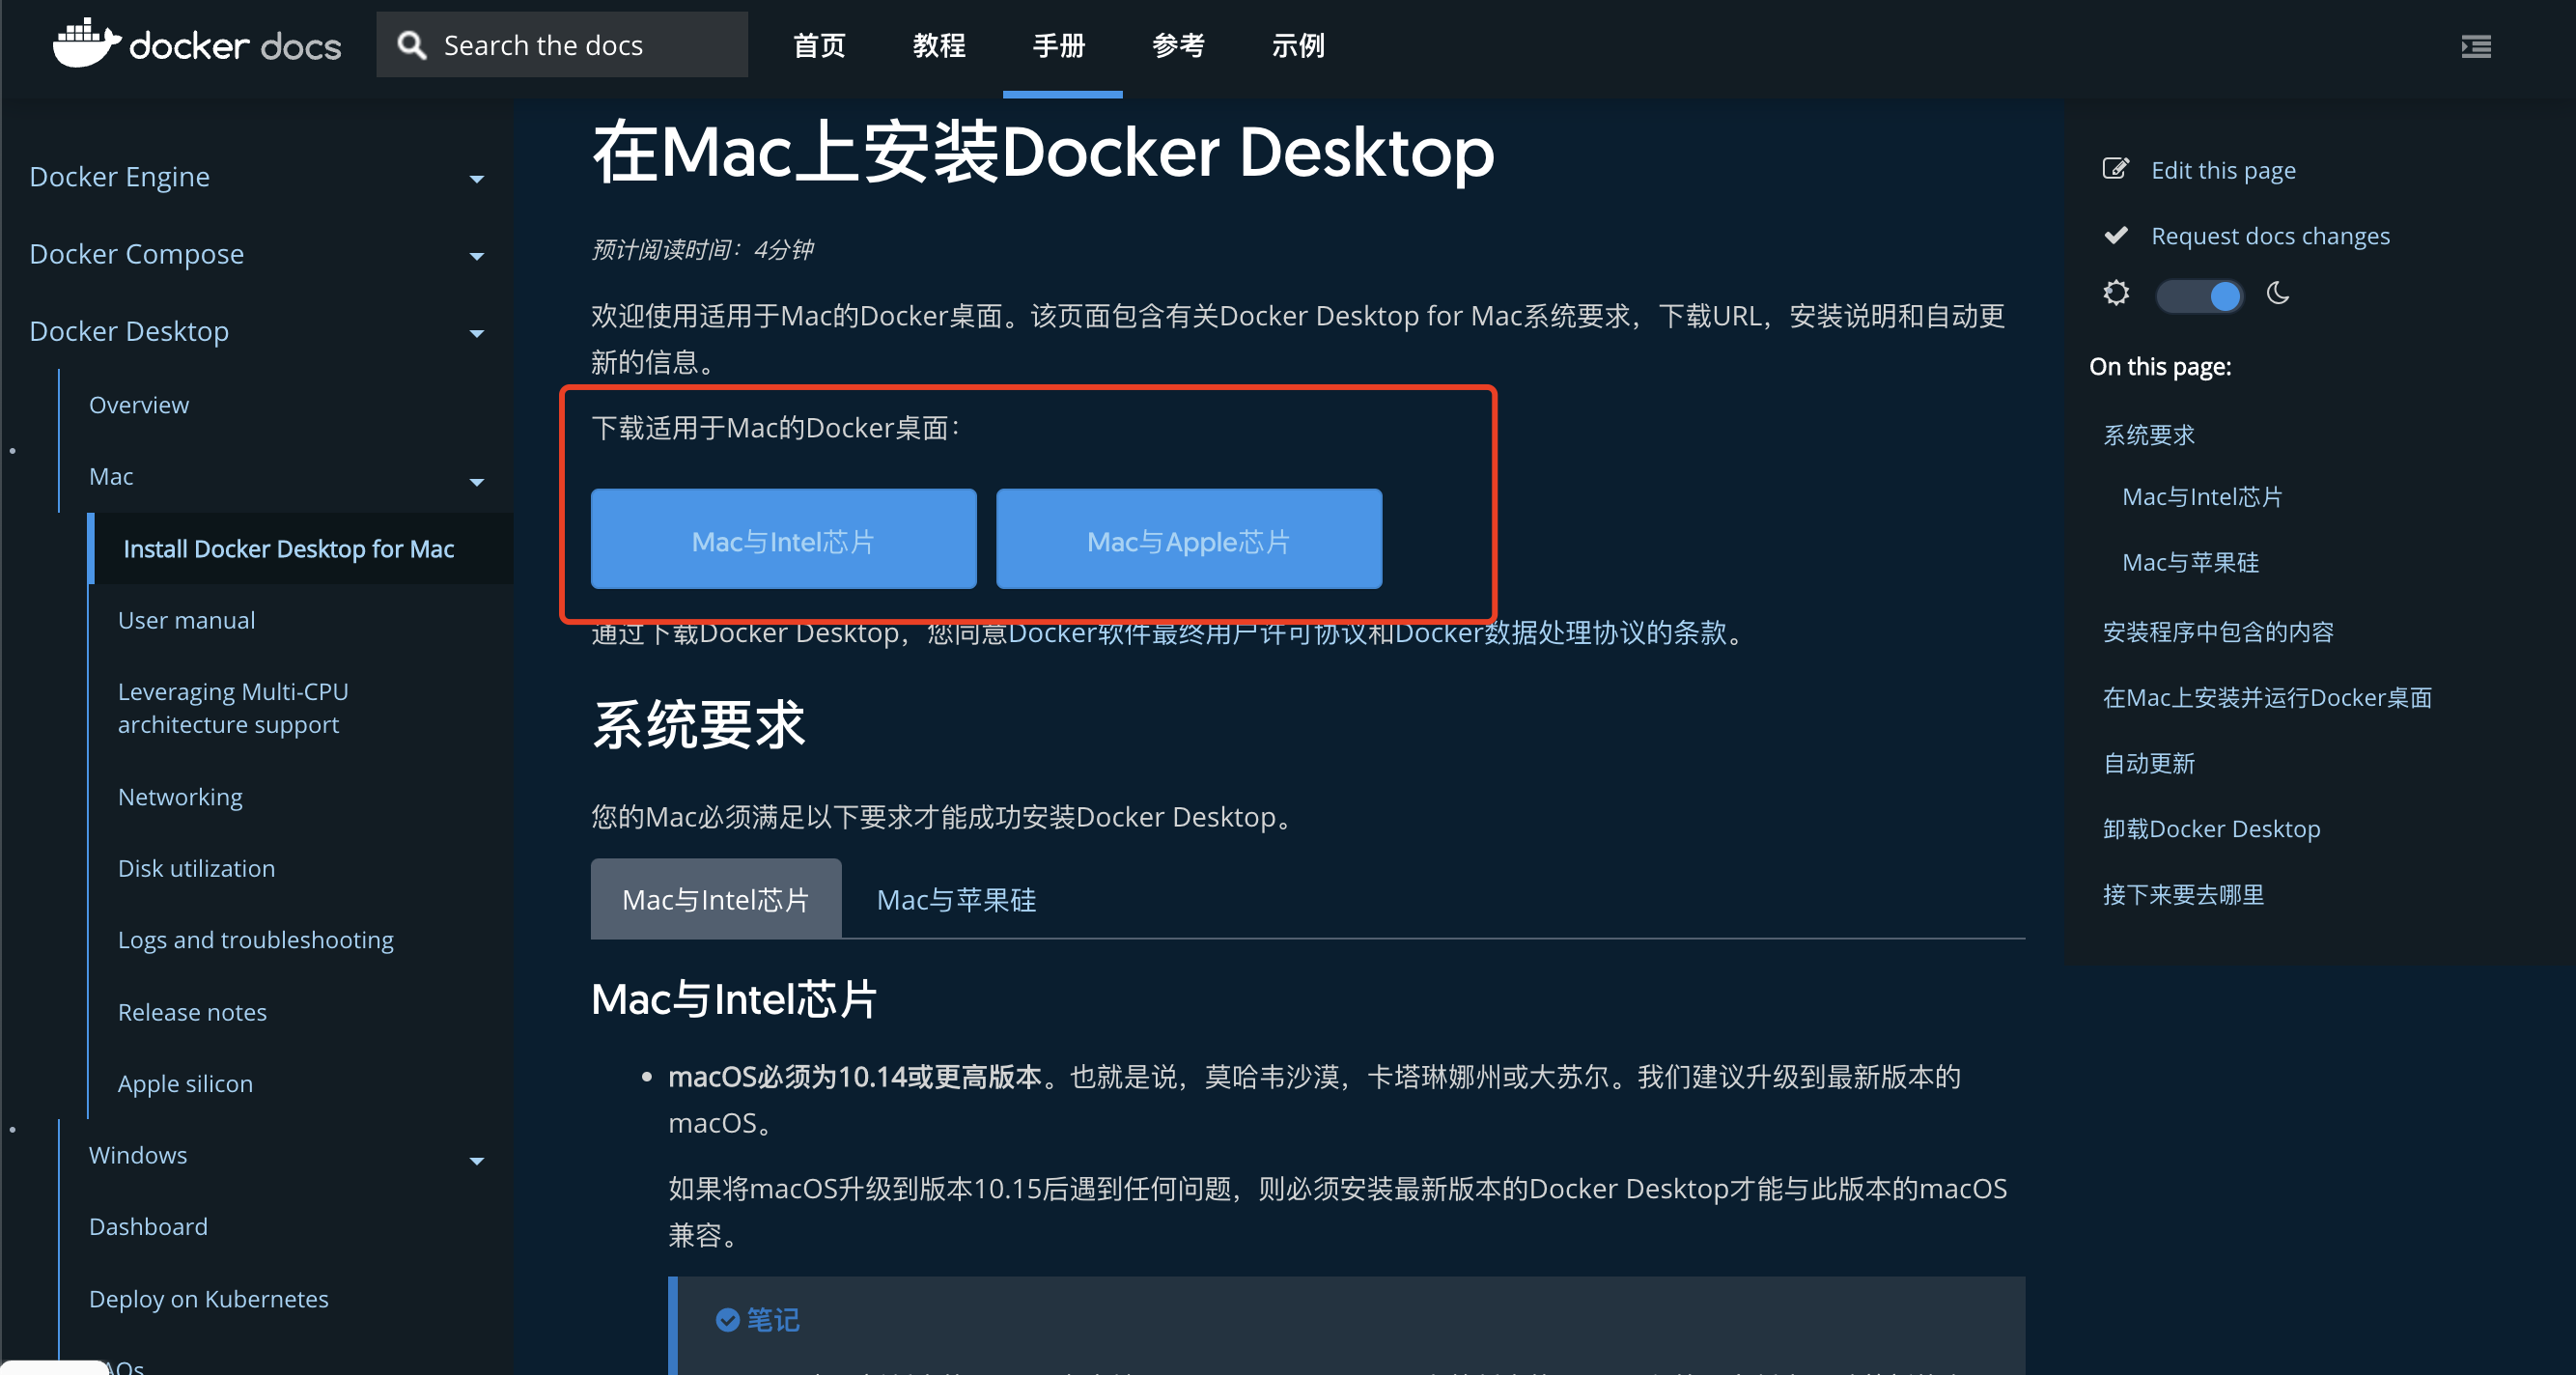 docker docs
Search the docs
首页
教程
手册
参考
示例
Docker Engine
Docker Compose
Docker Desktop
Overview
Mac
Install Docker Desktop for Mac
User manual
Leveraging Multi-CPU
architecture support
Networking
Disk utilization
Logs and troubleshooting
Release notes
Apple silicon
Windows
Dashboard
Deploy on Kubernetes
在Mac上安装Docker Desktop
预计阅读时间：4分钟
欢迎使用适用于Mac的Docker桌面。该页面包含有关Docker Desktop for Mac系统要求，下载URL，安装说明和自动更
新的信息。
下载适用于Mac的Docker桌面：
Mac与Intel芯片
Mac与Apple芯片
通过下载Docker Desktop，您同意Docker软件最终用户许可协议和Docker数据处理协议的条款。
系统要求
您的Mac必须满足以下要求才能成功安装Docker Desktop。
Mac与Intel芯片
Mac与苹果硅
Mac与Intel芯片
macOS必须为10.14或更高版本。也就是说，莫哈韦沙漠，卡塔琳娜州或大苏尔。我们建议升级到最新版本的
macOS。
如果将macOS升级到版本10.15后遇到任何问题，则必须安装最新版本的Docker Desktop才能与此版本的macOS
兼容。
笔记
Edit this page
Request docs changes
On this page:
系统要求
Mac与Intel芯片
Mac与苹果硅
安装程序中包含的内容
在Mac上安装并运行Docker桌面
自动更新
卸载Docker Desktop
接下来要去哪里